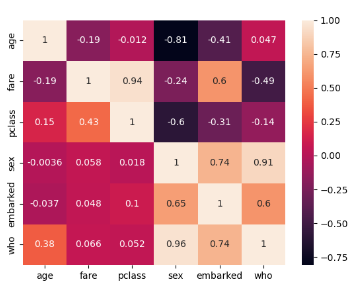 age 1 -0.19 -0.012 -0.81 -0.41 0.047
fare -0.19 1 0.94 -0.24 0.6 -0.49
pclass 0.15 0.43 1 -0.6 -0.31 -0.14
sex -0.0036 0.058 0.018 1 0.74 0.91
embarked -0.037 0.048 0.1 0.65 1 0.6
who 0.38 0.066 0.052 0.96 0.74 1
age fare pclass sex embarked who
1.00
0.75
0.50
0.25
0.00
−0.25
−0.50
−0.75